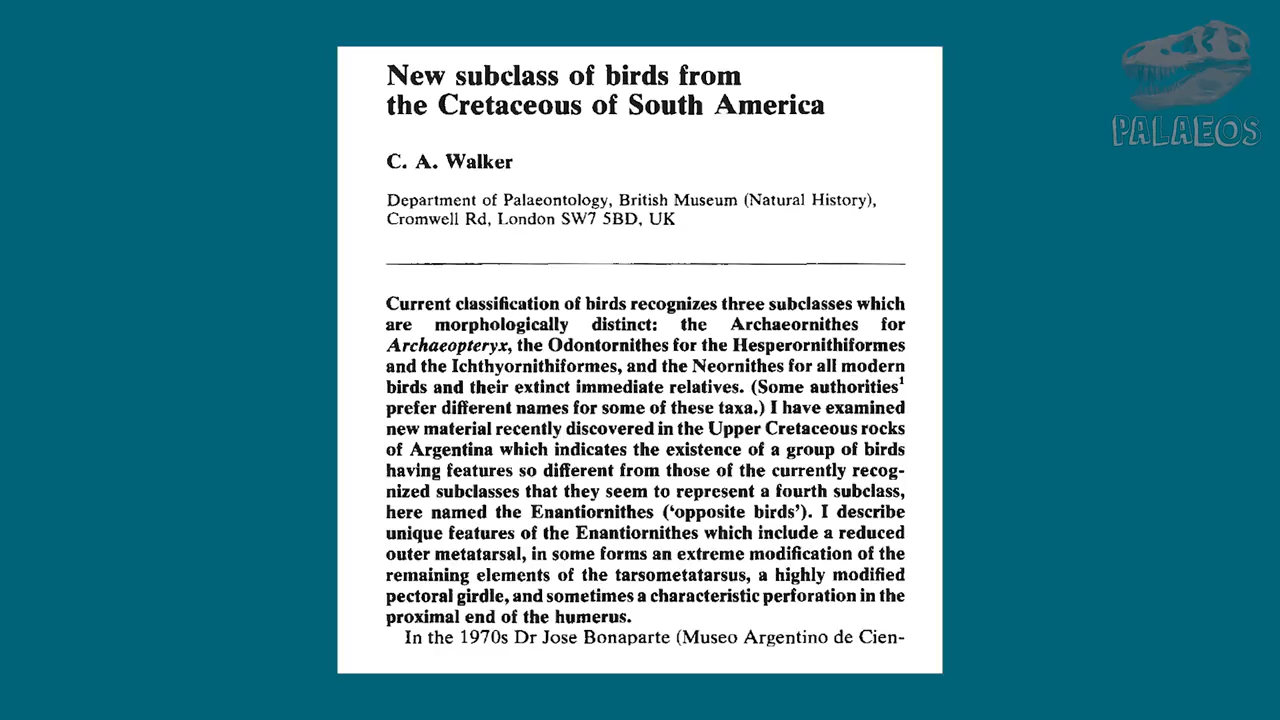 New subclass of birds from
the Cretaceous of South America
C. A. Walker
Department of Palaeontology, British Museum (Natural History),
Cromwell Rd, London SW7 5BD, UK
Current classification of birds recognizes three subclasses which
are morphologically distinct: the Archaeornithes for
Archaeopteryx, the Odontornithes for the Hesperornithiformes
and the Ichthyornithiformes, and the Neornithes for all modern
birds and their extinct immediate relatives. (Some authorities¹
prefer different names for some of these taxa.) I have examined
new material recently discovered in the Upper Cretaceous rocks
of Argentina which indicates the existence of a group of birds
having features so different from those of the currently recog-
nized subclasses that they seem to represent a fourth subclass,
here named the Enantiornithes (‘opposite birds’). I describe
unique features of the Enantiornithes which include a reduced
outer metatarsal, in some forms an extreme modification of the
remaining elements of the tarsometatarsus, a highly modified
pectoral girdle, and sometimes a characteristic perforation in the
proximal end of the humerus.
In the 1970s Dr Jose Bonaparte (Museo Argentino de Cien-
PALAEOS